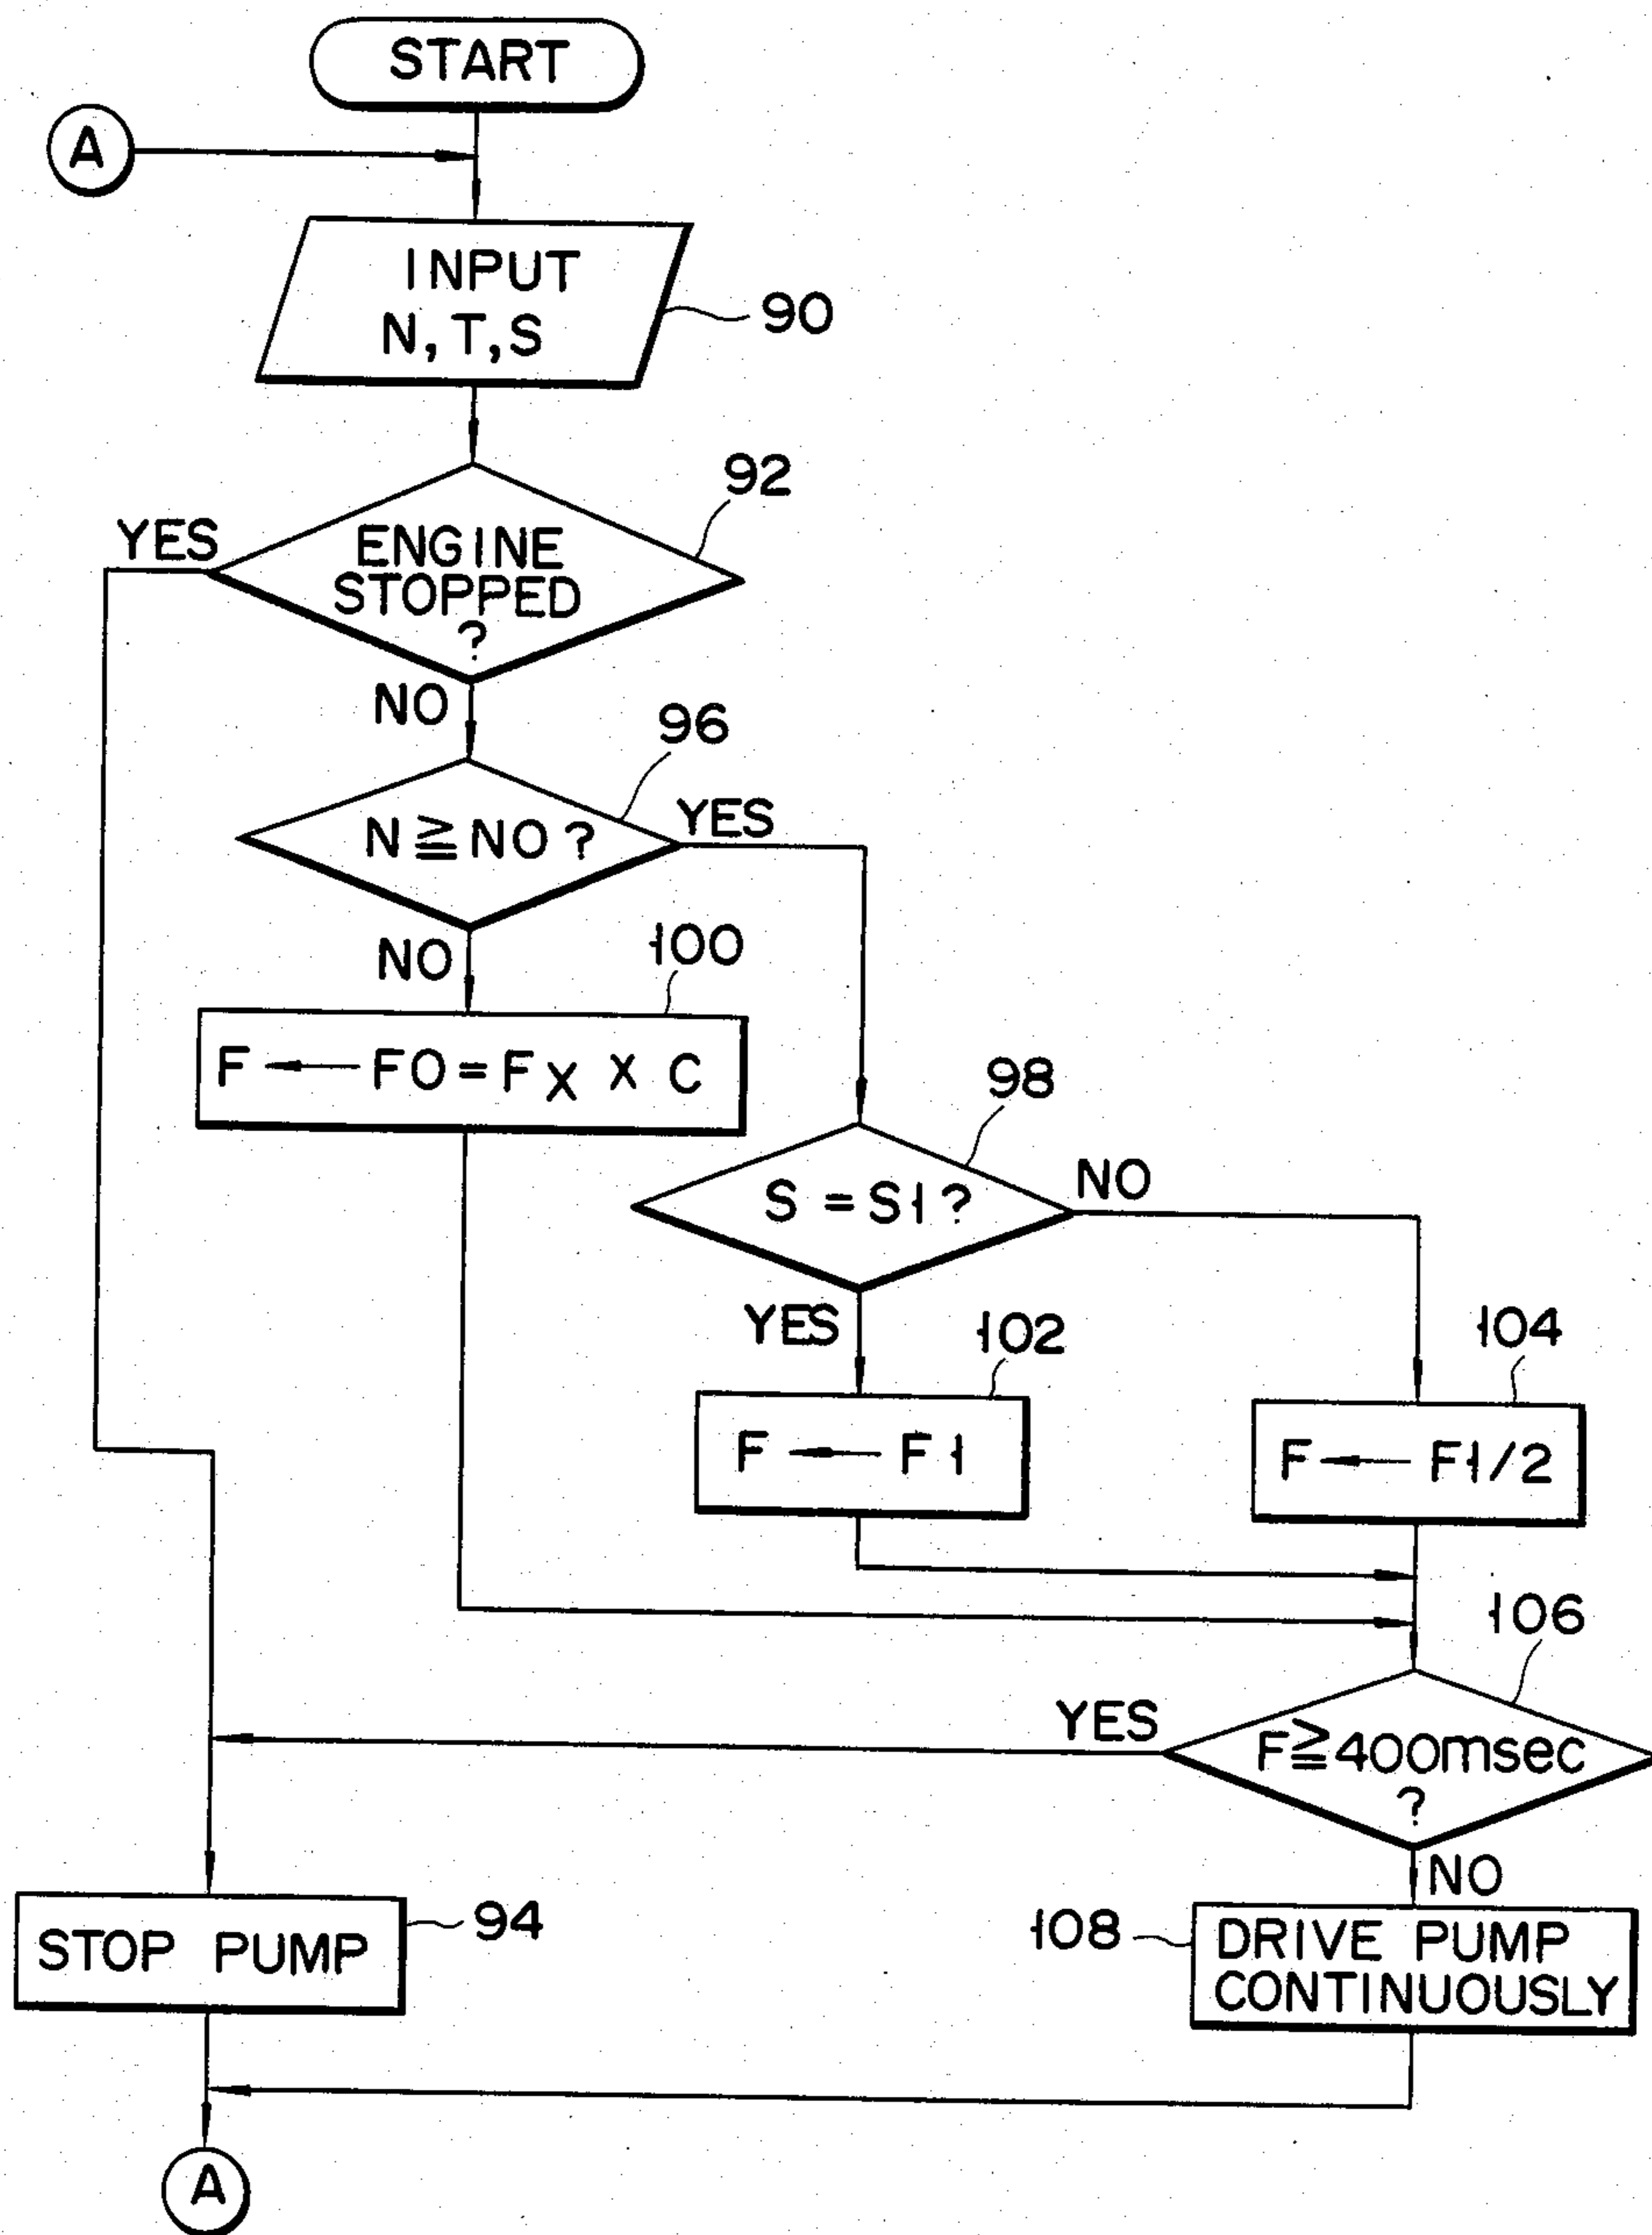 START
A
INPUT
N, T, S
90
92
YES
ENGINE
STOPPED
?
NO
96
N ≧ NO ?
YES
NO
100
F ← FO = FX X C
98
S = S1 ?
NO
YES
102
104
F ← F1
F ← F1/2
106
YES
F ≧ 400msec
?
NO
STOP PUMP
94
108
DRIVE PUMP
CONTINUOUSLY
A